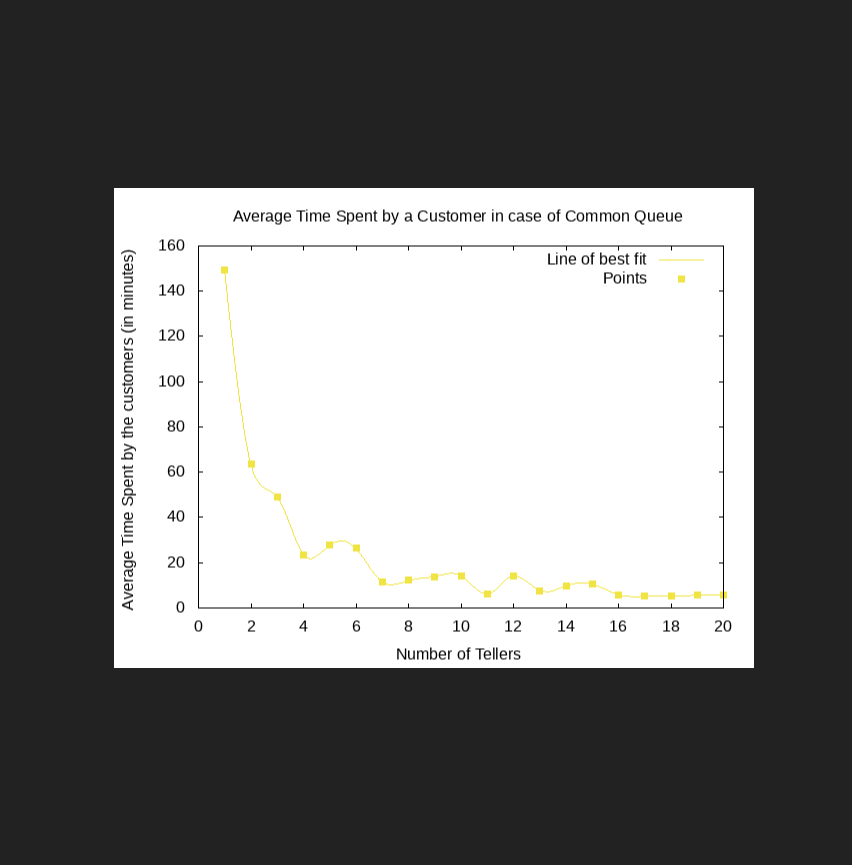 Average Time Spent by a Customer in case of Common Queue
Average Time Spent by the customers (in minutes)
160
140
120
100
80
60
40
20
0
Line of best fit
Points
0 2 4 6 8 10 12 14 16 18 20
Number of Tellers